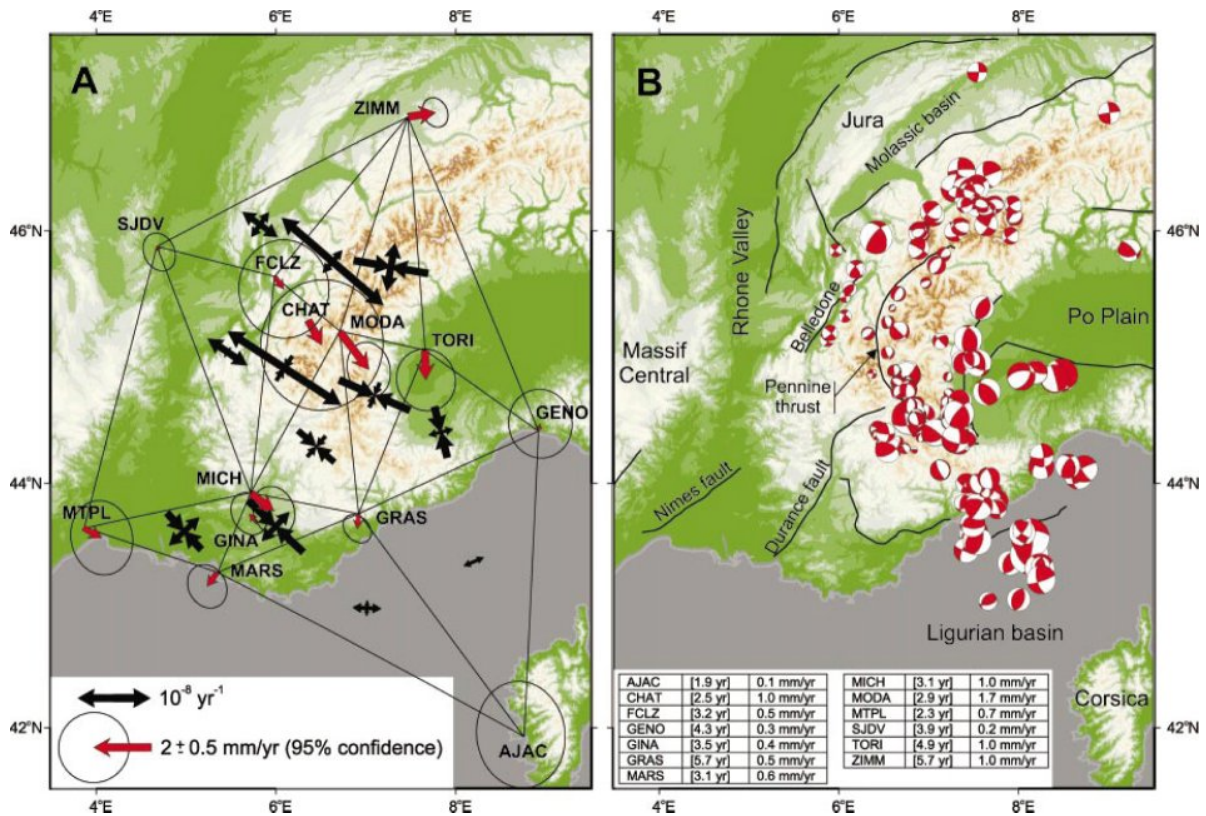 4°E 6°E 8°E
4°E 6°E 8°E
A
ZIMM
46°N
SJDV
FCLZ
CHAT
MODA
TORI
GENO
44°N
MICH
MTPL
GINA
GRAS
MARS
42°N
AJAC
10⁻⁸ yr⁻¹
2 ± 0.5 mm/yr (95% confidence)
4°E 6°E 8°E
B
Jura
Molassic basin
Rhone Valley
46°N
Belledone
Po Plain
Massif
Central
Pennine
thrust
Nimes fault
Durance fault
44°N
Ligurian basin
Corsica
42°N
AJAC [1.9 yr] 0.1 mm/yr MICH [3.1 yr] 1.0 mm/yr
CHAT [2.5 yr] 1.0 mm/yr MODA [2.9 yr] 1.7 mm/yr
FCLZ [3.2 yr] 0.5 mm/yr MTPL [2.3 yr] 0.7 mm/yr
GENO [4.3 yr] 0.3 mm/yr SJDV [3.9 yr] 0.2 mm/yr
GINA [3.5 yr] 0.4 mm/yr TORI [4.9 yr] 1.0 mm/yr
GRAS [5.7 yr] 0.5 mm/yr ZIMM [5.7 yr] 1.0 mm/yr
MARS [3.1 yr] 0.6 mm/yr
4°E 6°E 8°E